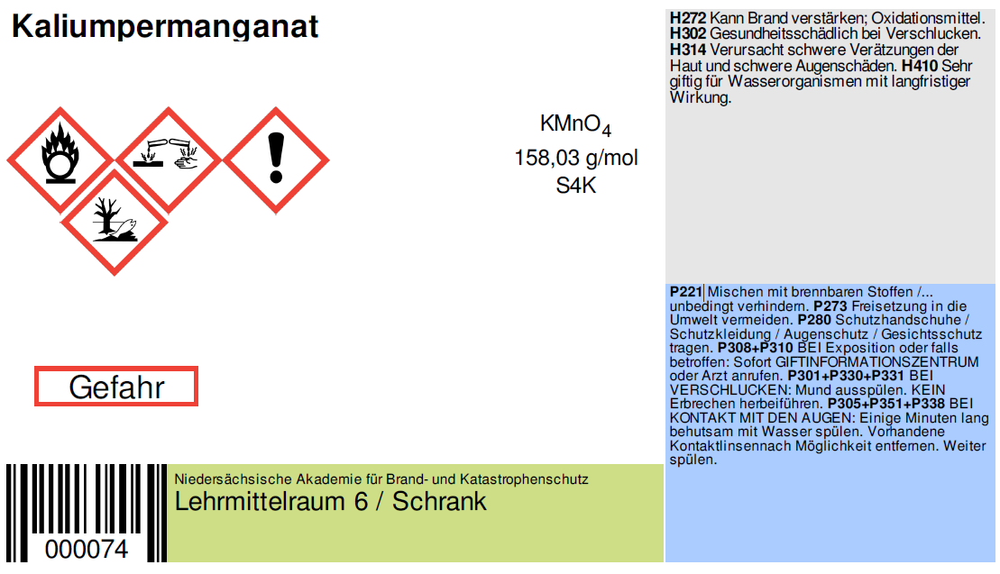 Kaliumpermanganat
KMnO4
158,03 g/mol
S4K
Gefahr
000074
Niedersächsische Akademie für Brand- und Katastrophenschutz
Lehrmittelraum 6 / Schrank
H272 Kann Brand verstärken; Oxidationsmittel.
H302 Gesundheitsschädlich bei Verschlucken.
H314 Verursacht schwere Verätzungen der
Haut und schwere Augenschäden. H410 Sehr
giftig für Wasserorganismen mit langfristiger
Wirkung.
P221 Mischen mit brennbaren Stoffen /...
unbedingt verhindern. P273 Freisetzung in die
Umwelt vermeiden. P280 Schutzhandschuhe /
Schutzkleidung / Augenschutz / Gesichtsschutz
tragen. P308+P310 BEI Exposition oder falls
betroffen: Sofort GIFTINFORMATIONSZENTRUM
oder Arzt anrufen. P301+P330+P331 BEI
VERSCHLUCKEN: Mund ausspülen. KEIN
Erbrechen herbeiführen. P305+P351+P338 BEI
KONTAKT MIT DEN AUGEN: Einige Minuten lang
behutsam mit Wasser spülen. Vorhandene
Kontaktlinsennach Möglichkeit entfernen. Weiter
spülen.